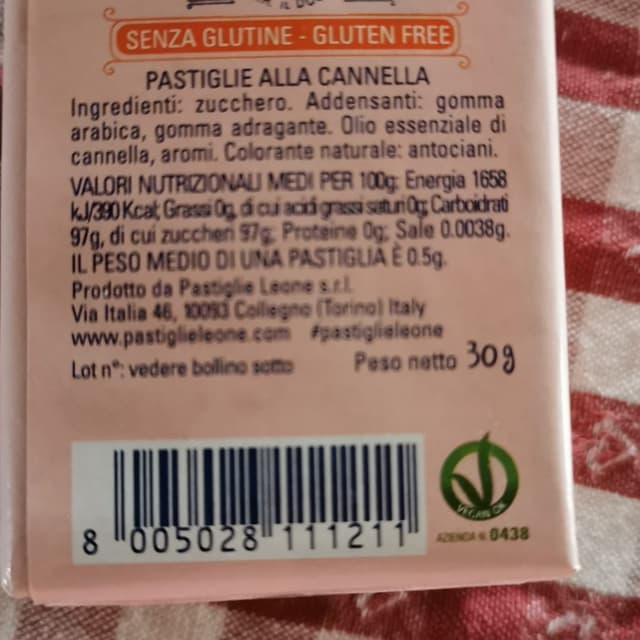 SENZA GLUTINE - GLUTEN FREE
PASTIGLIE ALLA CANNELLA
Ingredienti: zucchero. Addensanti: gomma
arabica, gomma adragante. Olio essenziale di
cannella, aromi. Colorante naturale: antociani.
VALORI NUTRIZIONALI MEDI PER 100g: Energia 1658
kJ/390 Kcal; Grassi 0g, di cui acidi grassi saturi 0g; Carboidrati
97g, di cui zuccheri 97g; Proteine 0g; Sale 0.0038g.
IL PESO MEDIO DI UNA PASTIGLIA È 0.5g.
Prodotto da Pastiglie Leone s.r.l.
Via Italia 46, 10093 Collegno (Torino) Italy
www.pastiglieleone.com #pastiglieleone
Lot n°: vedere bollino sotto Peso netto 30g
8 005028 111211
VEGAN OK
AZIENDA N. 0438